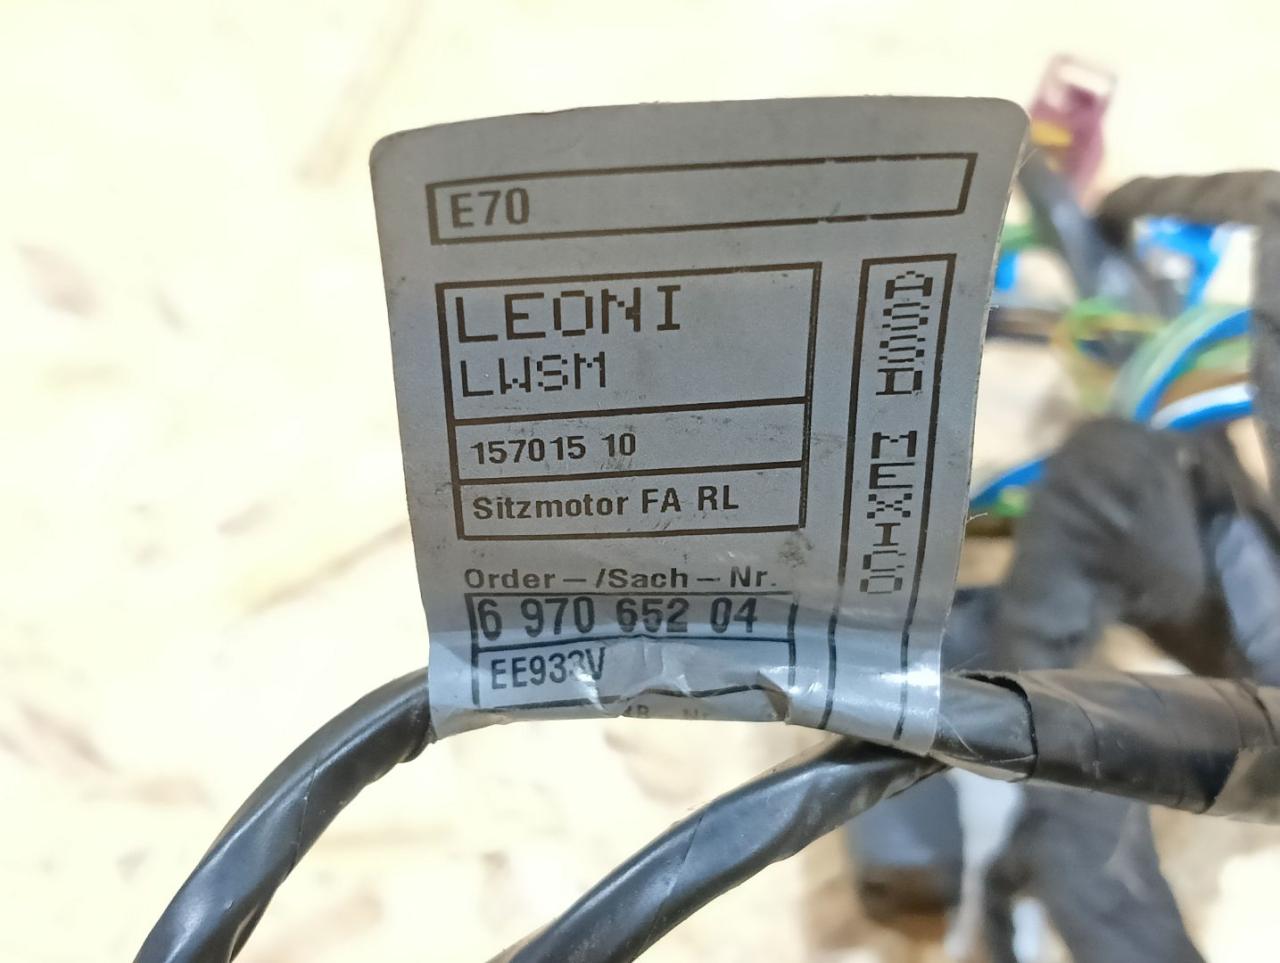 E70
LEONI
LWSM
157015 10
Sitzmotor FA RL
Order-/Sach-Nr.
6 970 652 04
EE933V
ASSD MEXICO